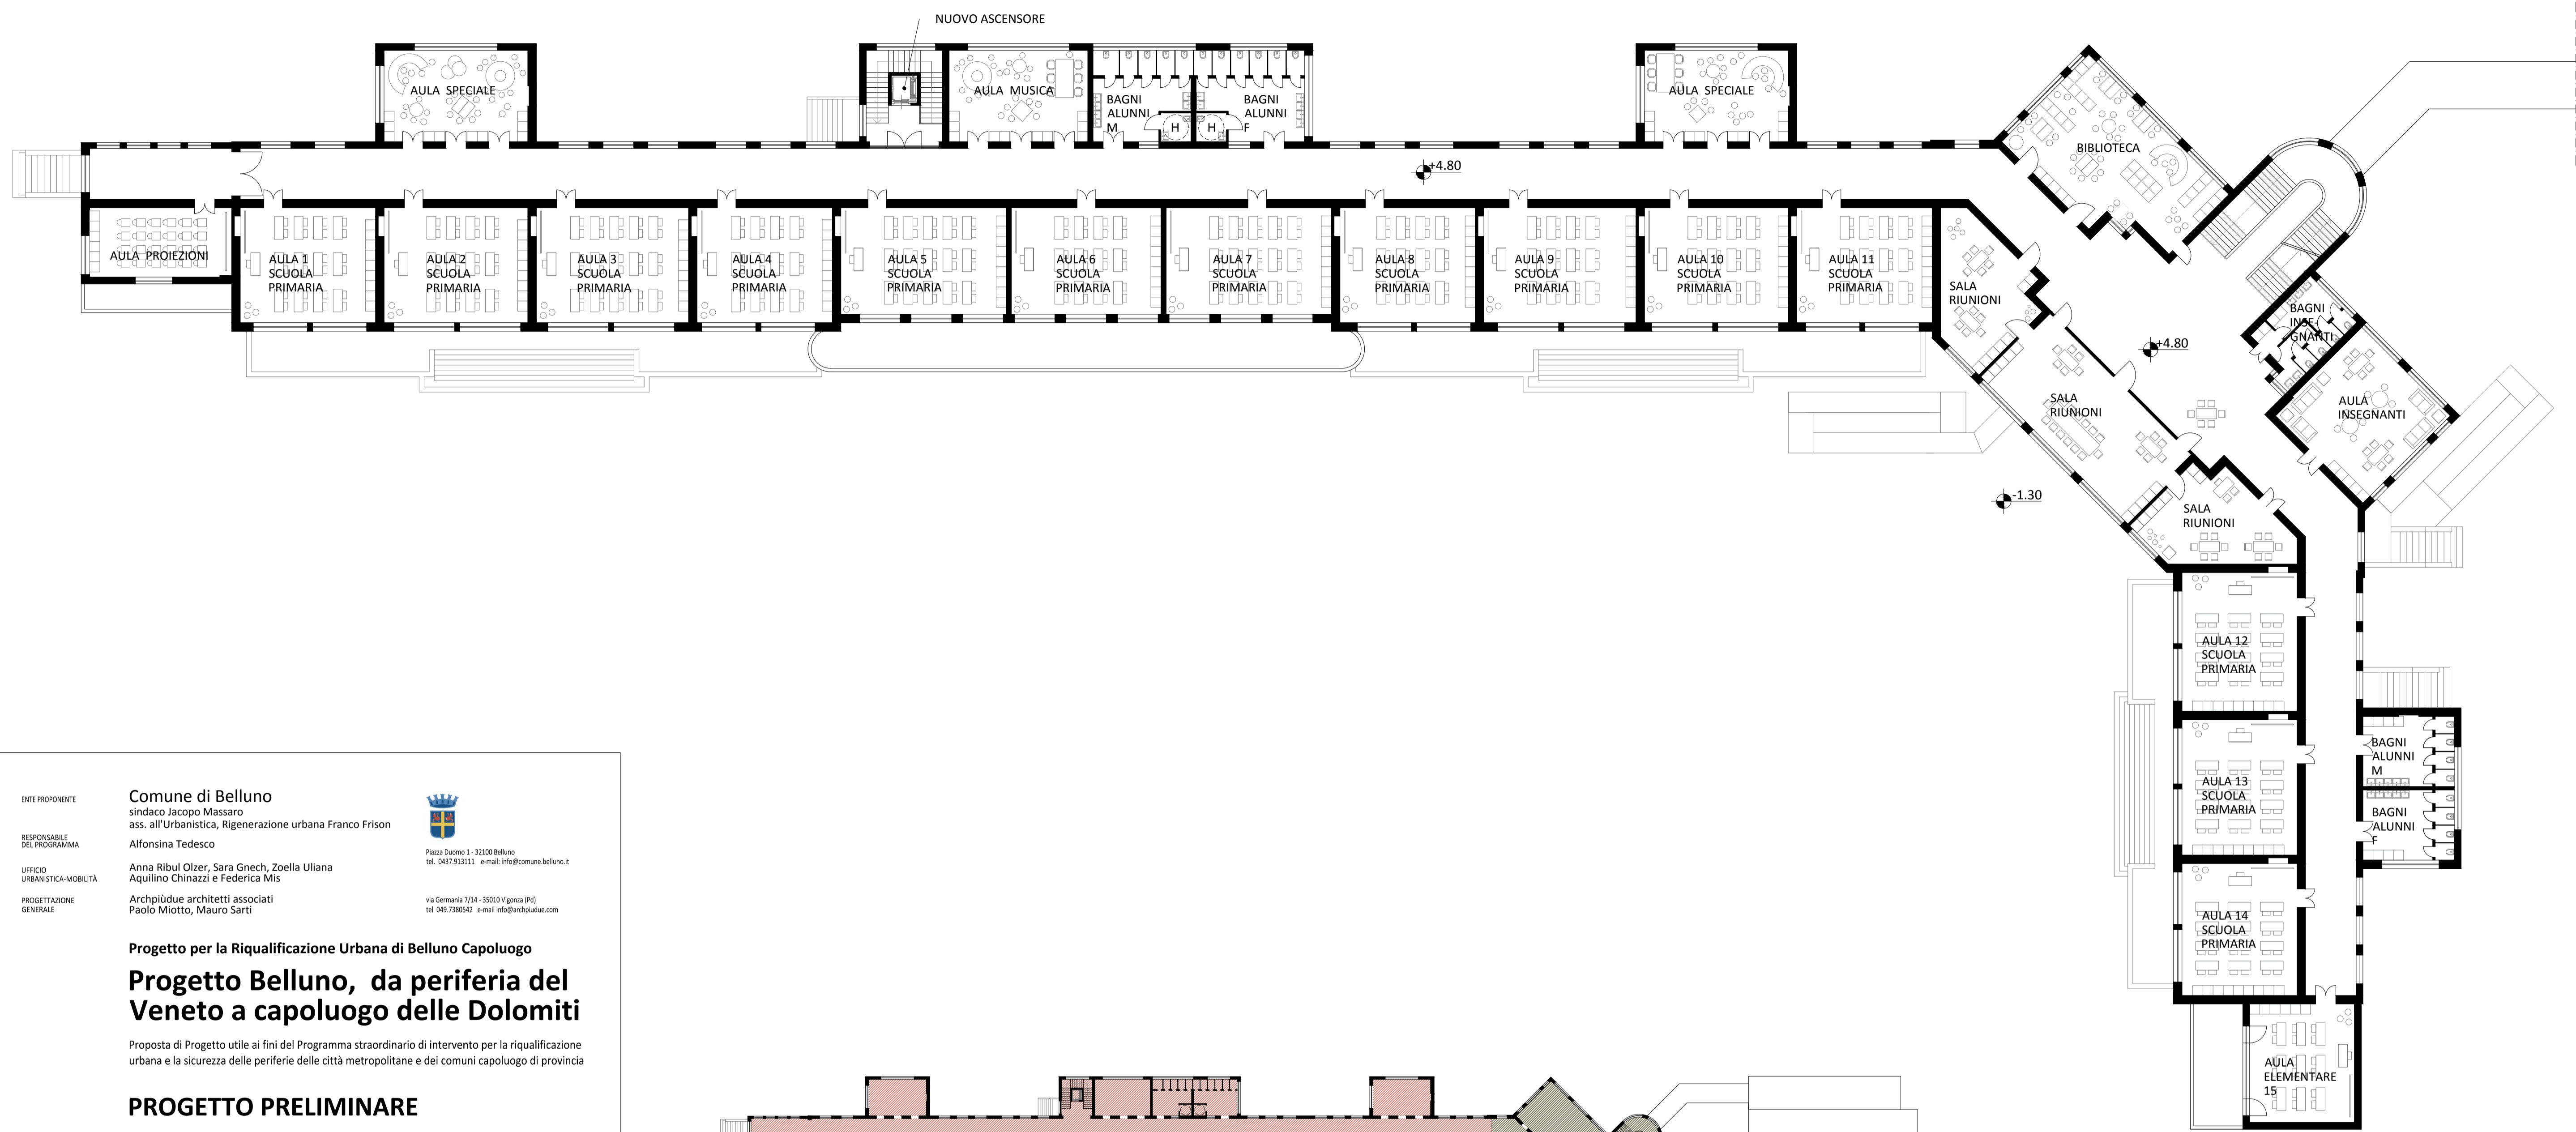 NUOVO ASCENSORE
AULA SPECIALE
AULA MUSICA
BAGNI
ALUNNI
M
H
H
BAGNI
ALUNNI
F
AULA SPECIALE
BIBLIOTECA
+4.80
AULA PROIEZIONI
AULA 1
SCUOLA
PRIMARIA
AULA 2
SCUOLA
PRIMARIA
AULA 3
SCUOLA
PRIMARIA
AULA 4
SCUOLA
PRIMARIA
AULA 5
SCUOLA
PRIMARIA
AULA 6
SCUOLA
PRIMARIA
AULA 7
SCUOLA
PRIMARIA
AULA 8
SCUOLA
PRIMARIA
AULA 9
SCUOLA
PRIMARIA
AULA 10
SCUOLA
PRIMARIA
AULA 11
SCUOLA
PRIMARIA
SALA
RIUNIONI
BAGNI
INSE-
GNANTI
+4.80
SALA
RIUNIONI
AULA
INSEGNANTI
-1.30
SALA
RIUNIONI
AULA 12
SCUOLA
PRIMARIA
BAGNI
ALUNNI
M
AULA 13
SCUOLA
PRIMARIA
BAGNI
ALUNNI
F
AULA 14
SCUOLA
PRIMARIA
AULA
ELEMENTARE
15
ENTE PROPONENTE
Comune di Belluno
sindaco Jacopo Massaro
ass. all'Urbanistica, Rigenerazione urbana Franco Frison
RESPONSABILE
DEL PROGRAMMA
Alfonsina Tedesco
Piazza Duomo 1 - 32100 Belluno
tel. 0437.913111 e-mail: info@comune.belluno.it
UFFICIO
URBANISTICA-MOBILITÀ
Anna Ribul Olzer, Sara Gnech, Zoella Uliana
Aquilino Chinazzi e Federica Mis
PROGETTAZIONE
GENERALE
Archpiùdue architetti associati
Paolo Miotto, Mauro Sarti
via Germania 7/14 - 35010 Vigonza (Pd)
tel 049.7380542 e-mail info@archpiudue.com
Progetto per la Riqualificazione Urbana di Belluno Capoluogo
Progetto Belluno, da periferia del
Veneto a capoluogo delle Dolomiti
Proposta di Progetto utile ai fini del Programma straordinario di intervento per la riqualificazione
urbana e la sicurezza delle periferie delle città metropolitane e dei comuni capoluogo di provincia
PROGETTO PRELIMINARE